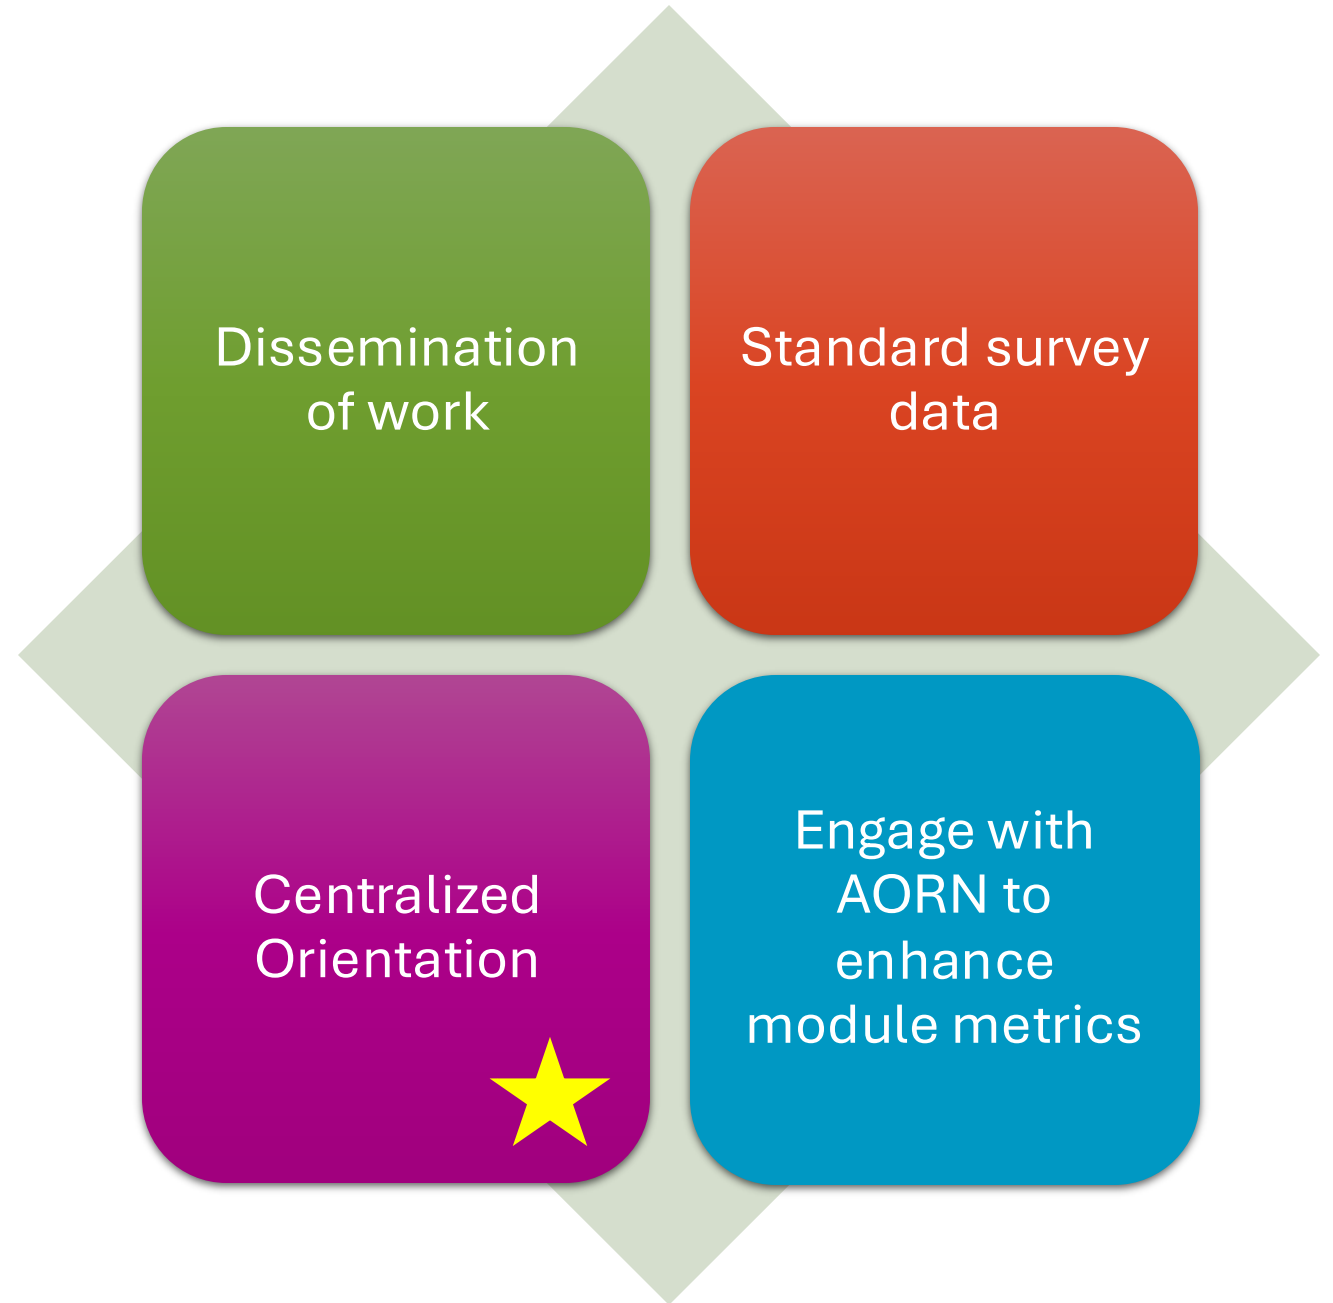 Dissemination
of work
Standard survey
data
Centralized
Orientation
Engage with
AORN to
enhance
module metrics